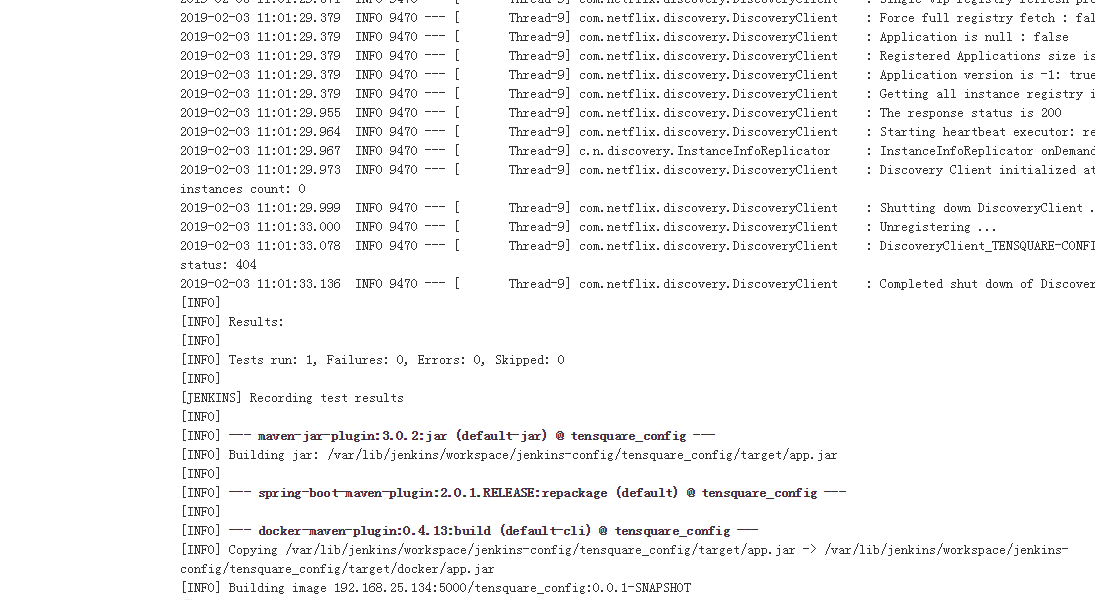 2019-02-03 11:01:29.379  INFO 9470 --- [       Thread-9] com.netflix.discovery.DiscoveryClient    : Force full registry fetch :
2019-02-03 11:01:29.379  INFO 9470 --- [       Thread-9] com.netflix.discovery.DiscoveryClient    : Application is null : false
2019-02-03 11:01:29.379  INFO 9470 --- [       Thread-9] com.netflix.discovery.DiscoveryClient    : Registered Applications size is
2019-02-03 11:01:29.379  INFO 9470 --- [       Thread-9] com.netflix.discovery.DiscoveryClient    : Application version is -1: true
2019-02-03 11:01:29.379  INFO 9470 --- [       Thread-9] com.netflix.discovery.DiscoveryClient    : Getting all instance registry
2019-02-03 11:01:29.955  INFO 9470 --- [       Thread-9] com.netflix.discovery.DiscoveryClient    : The response status is 200
2019-02-03 11:01:29.964  INFO 9470 --- [       Thread-9] com.netflix.discovery.DiscoveryClient    : Starting heartbeat executor:
2019-02-03 11:01:29.967  INFO 9470 --- [       Thread-9] c.n.discovery.InstanceInfoReplicator     : InstanceInfoReplicator onDemand
2019-02-03 11:01:29.973  INFO 9470 --- [       Thread-9] com.netflix.discovery.DiscoveryClient    : Discovery Client initialized at
instances count: 0
2019-02-03 11:01:29.999  INFO 9470 --- [       Thread-9] com.netflix.discovery.DiscoveryClient    : Shutting down DiscoveryClient .
2019-02-03 11:01:33.000  INFO 9470 --- [       Thread-9] com.netflix.discovery.DiscoveryClient    : Unregistering ...
2019-02-03 11:01:33.078  INFO 9470 --- [       Thread-9] com.netflix.discovery.DiscoveryClient    : DiscoveryClient_TENSQUARE-CONFI
status: 404
2019-02-03 11:01:33.136  INFO 9470 --- [       Thread-9] com.netflix.discovery.DiscoveryClient    : Completed shut down of Discover
[INFO]
[INFO] Results:
[INFO]
[INFO] Tests run: 1, Failures: 0, Errors: 0, Skipped: 0
[INFO]
[JENKINS] Recording test results
[INFO]
[INFO] --- maven-jar-plugin:3.0.2:jar (default-jar) @ tensquare_config ---
[INFO] Building jar: /var/lib/jenkins/workspace/jenkins-config/tensquare_config/target/app.jar
[INFO]
[INFO] --- spring-boot-maven-plugin:2.0.1.RELEASE:repackage (default) @ tensquare_config ---
[INFO]
[INFO] --- docker-maven-plugin:0.4.13:build (default-cli) @ tensquare_config ---
[INFO] Copying /var/lib/jenkins/workspace/jenkins-config/tensquare_config/target/app.jar -> /var/lib/jenkins/workspace/jenkins-
config/tensquare_config/target/docker/app.jar
[INFO] Building image 192.168.25.134:5000/tensquare_config:0.0.1-SNAPSHOT